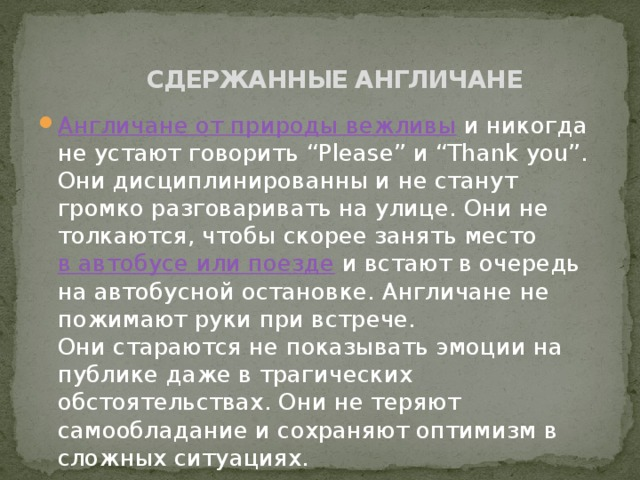 СДЕРЖАННЫЕ АНГЛИЧАНЕ
Англичане от природы вежливы и никогда
не устают говорить “Please” и “Thank you”.
Они дисциплинированны и не станут
громко разговаривать на улице. Они не
толкаются, чтобы скорее занять место
в автобусе или поезде и встают в очередь
на автобусной остановке. Англичане не
пожимают руки при встрече.
Они стараются не показывать эмоции на
публике даже в трагических
обстоятельствах. Они не теряют
самообладание и сохраняют оптимизм в
сложных ситуациях.